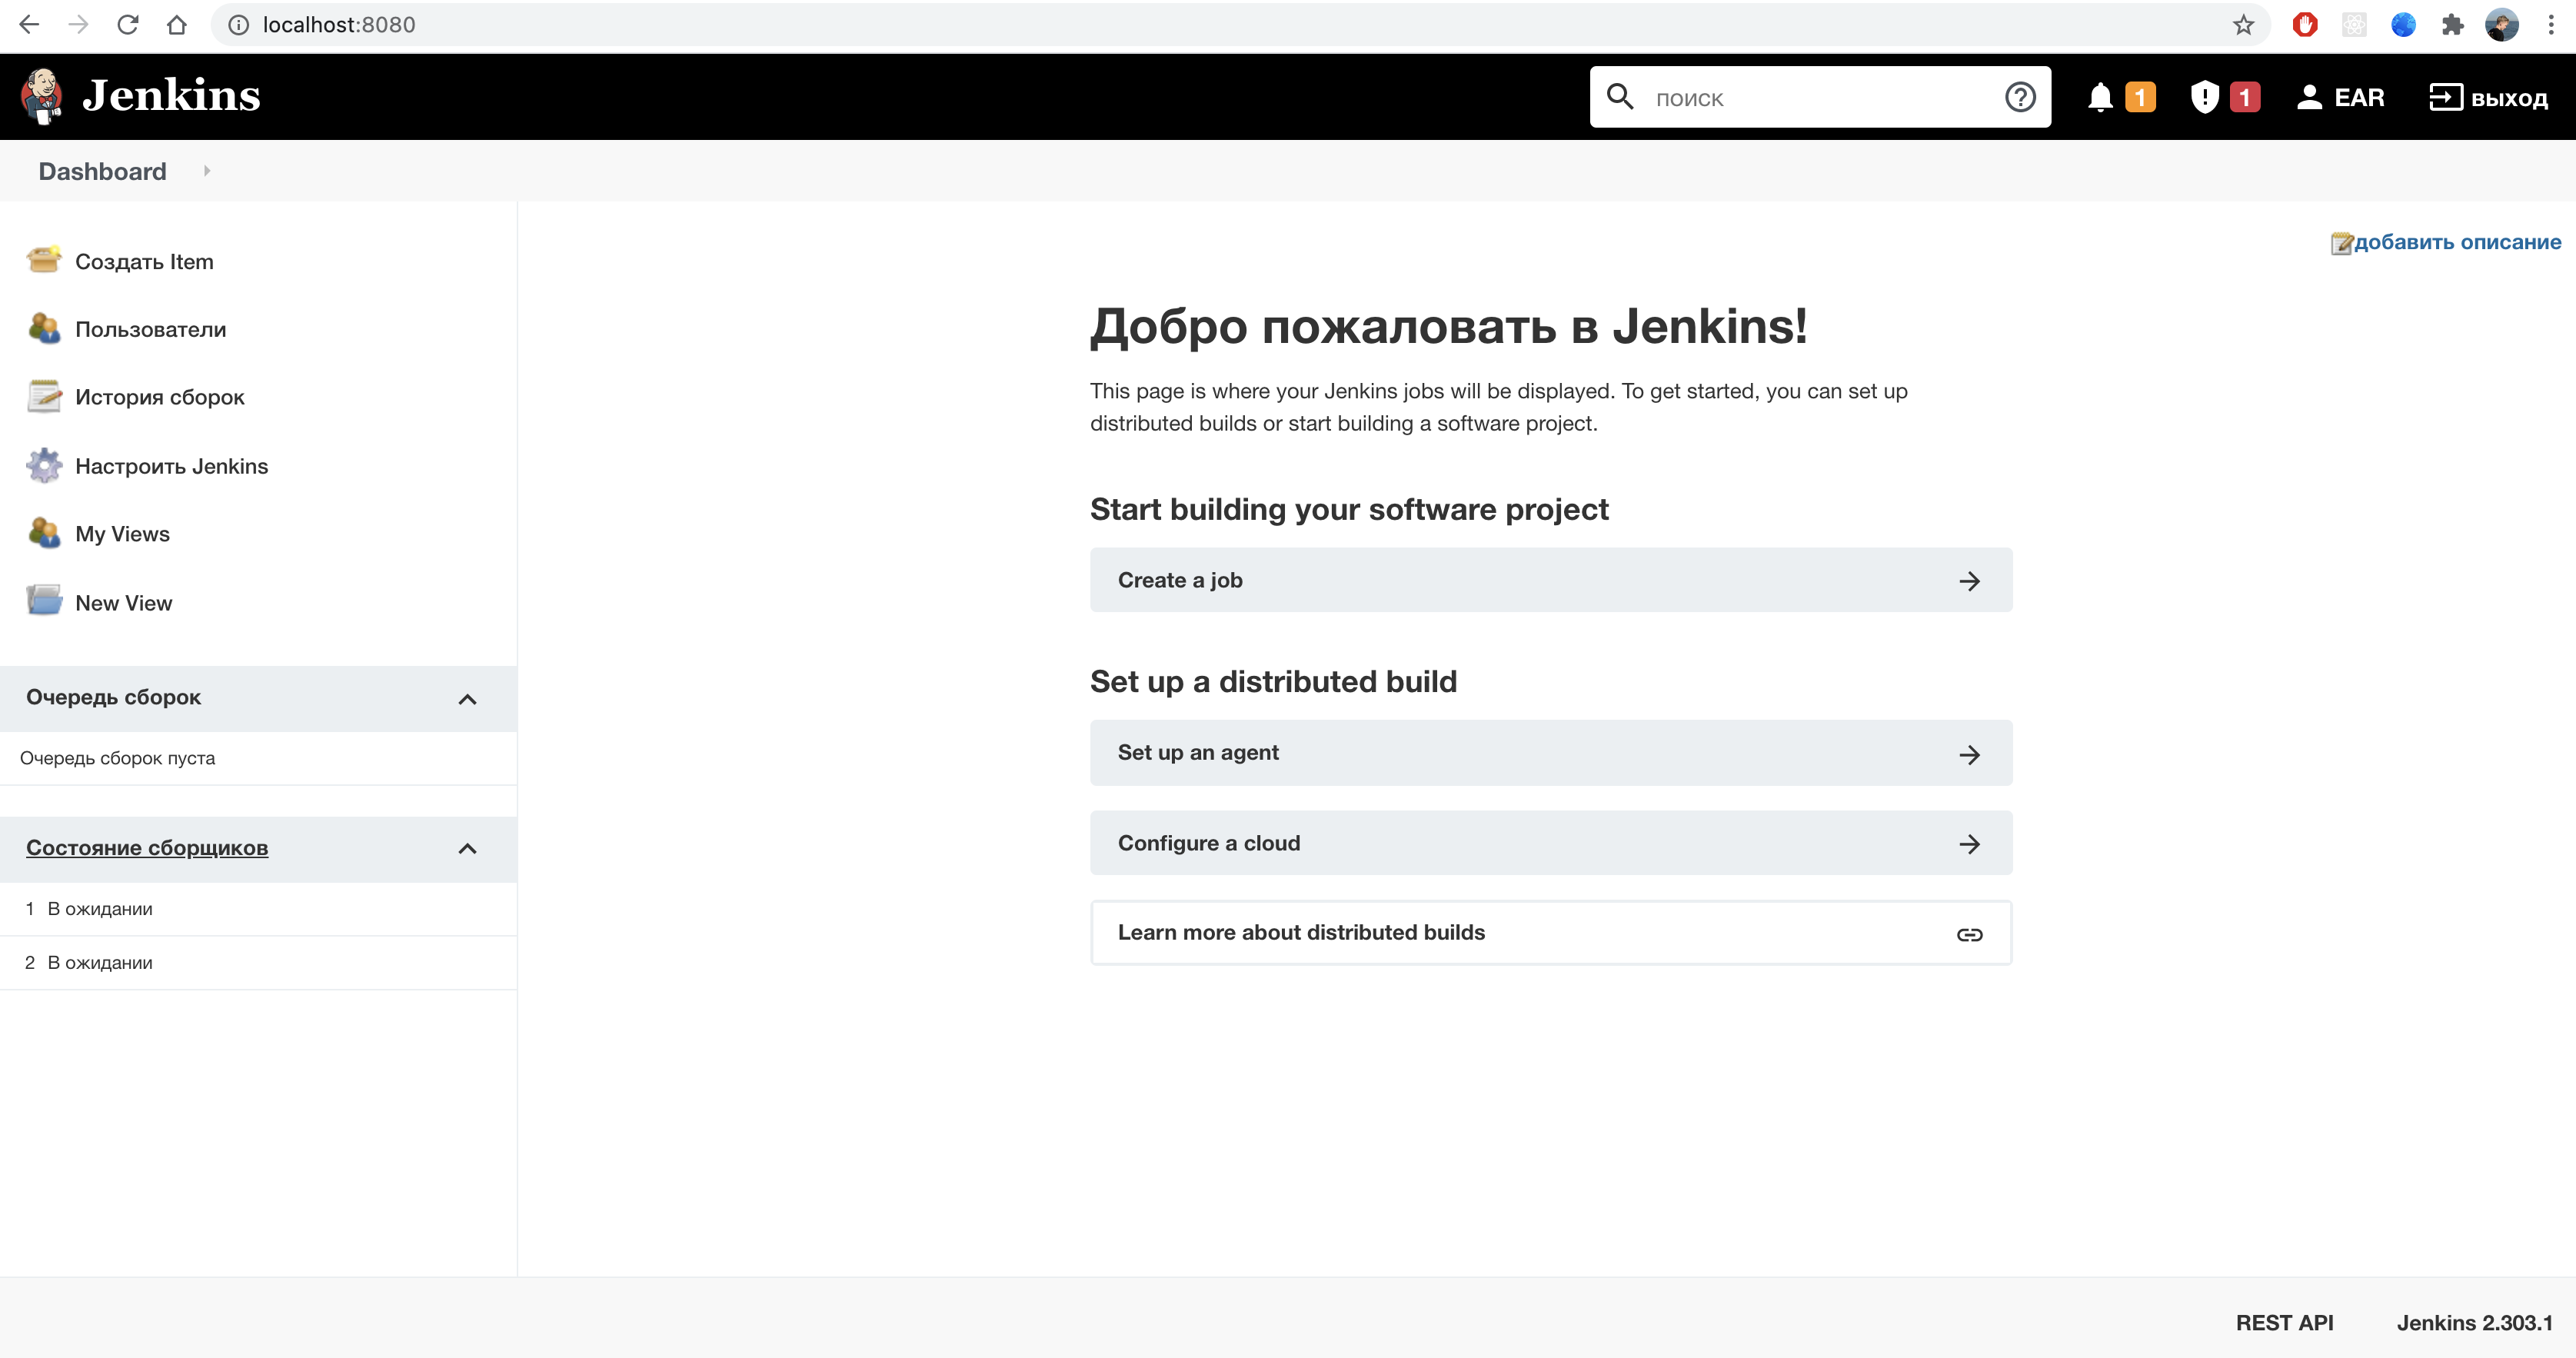 localhost:8080
Jenkins
поиск
1
1
EAR
выход
Dashboard
Создать Item
Пользователи
История сборок
Настроить Jenkins
My Views
New View
Очередь сборок
Очередь сборок пуста
Состояние сборщиков
1 В ожидании
2 В ожидании
добавить описание
Добро пожаловать в Jenkins!
This page is where your Jenkins jobs will be displayed. To get started, you can set up
distributed builds or start building a software project.
Start building your software project
Create a job
Set up a distributed build
Set up an agent
Configure a cloud
Learn more about distributed builds
REST API
Jenkins 2.303.1